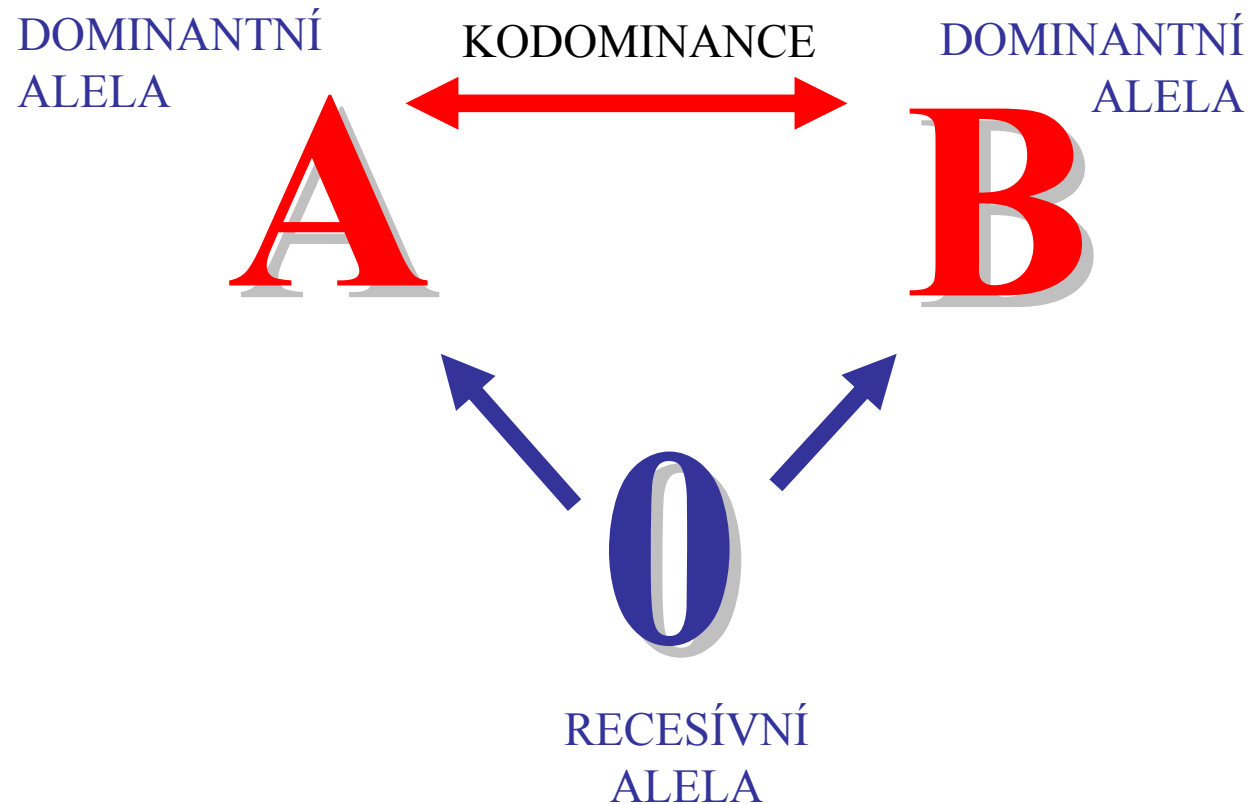 DOMINANTNÍ
ALELA
KODOMINANCE
DOMINANTNÍ
ALELA
A
B
0
RECESÍVNÍ
ALELA